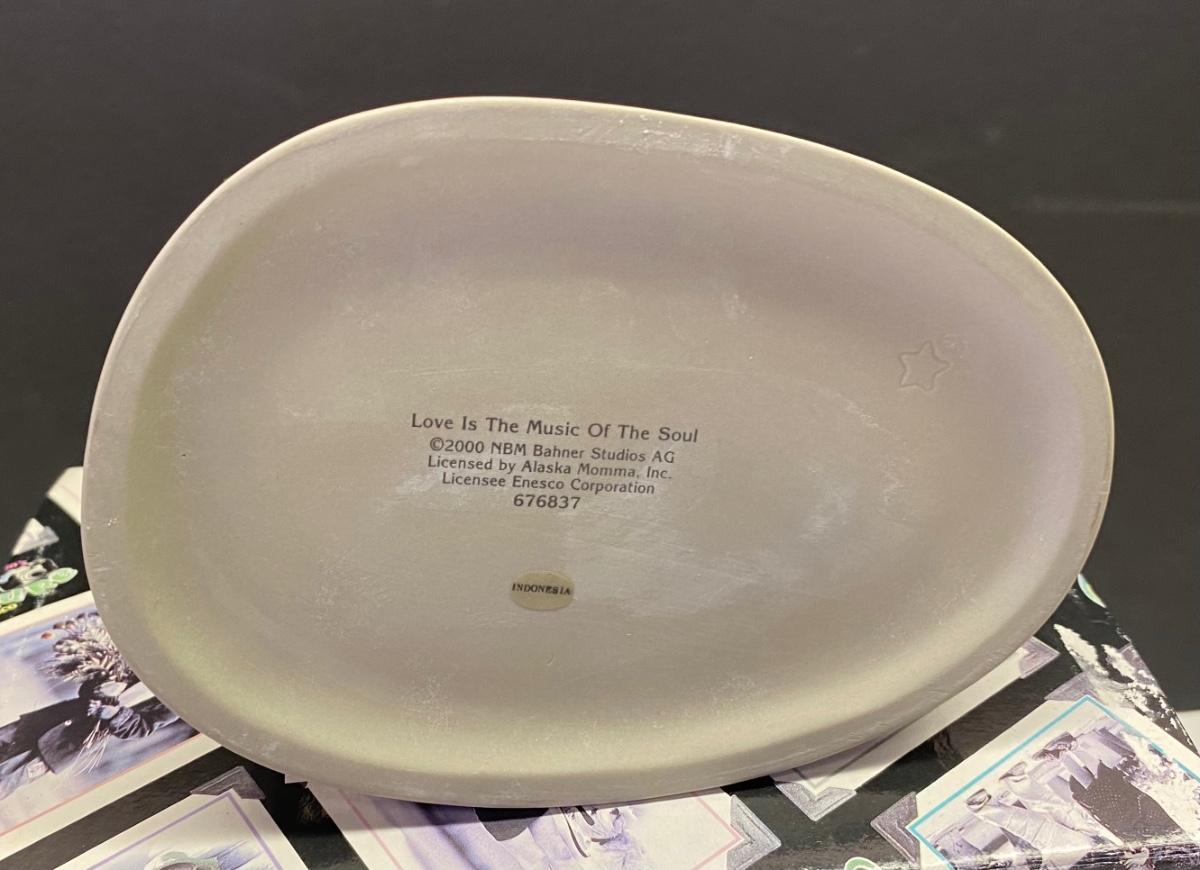 Love Is The Music Of The Soul
©2000 NBM Bahner Studios AG
Licensed by Alaska Momma, Inc.
Licensee Enesco Corporation
676837
INDONESIA